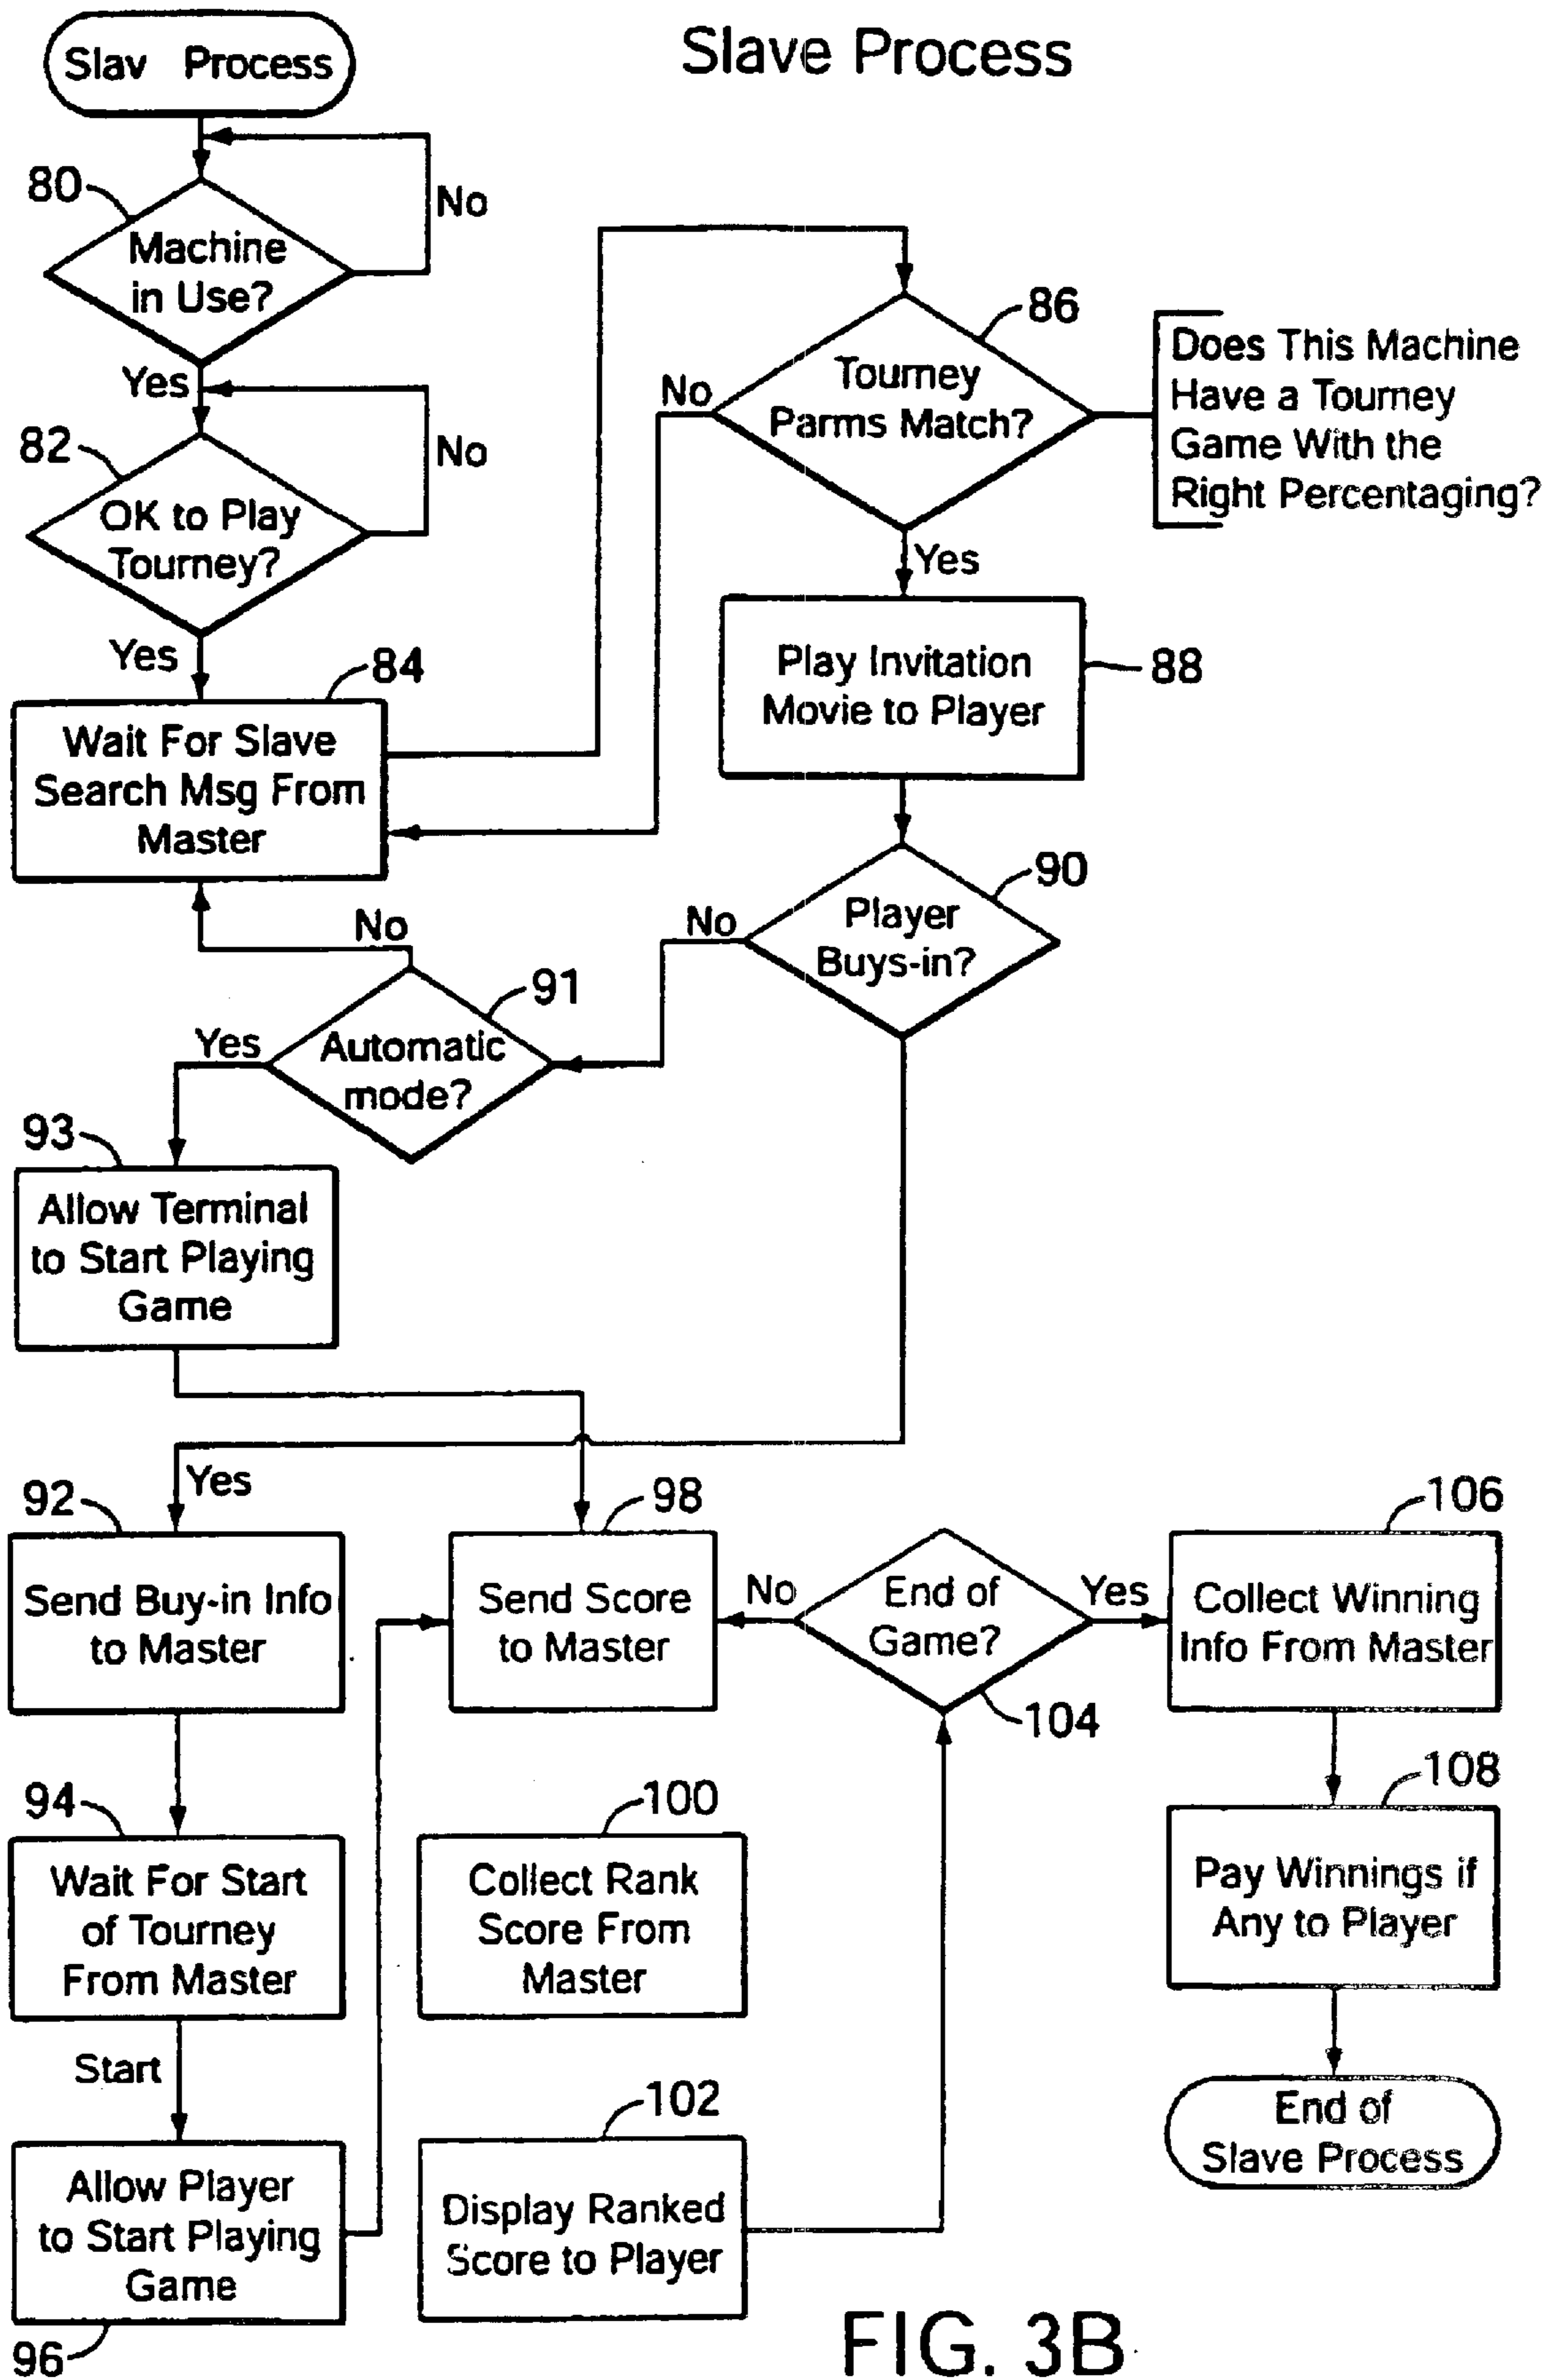 Slave Process
Slav Process
80
Machine
in Use?
No
Yes
82
OK to Play
Tourney?
No
Yes
84
Wait For Slave
Search Msg From
Master
86
Tourney
Parms Match?
No
Does This Machine
Have a Tourney
Game With the
Right Percentaging?
Yes
Play Invitation
Movie to Player
88
90
Player
Buys-in?
No
No
91
Automatic
mode?
Yes
93
Allow Terminal
to Start Playing
Game
Yes
92
Send Buy-in Info
to Master
94
Wait For Start
of Tourney
From Master
Start
Allow Player
to Start Playing
Game
96
98
Send Score
to Master
100
Collect Rank
Score From
Master
102
Display Ranked
Score to Player
No
End of
Game?
Yes
104
106
Collect Winning
Info From Master
108
Pay Winnings if
Any to Player
End of
Slave Process
FIG. 3B